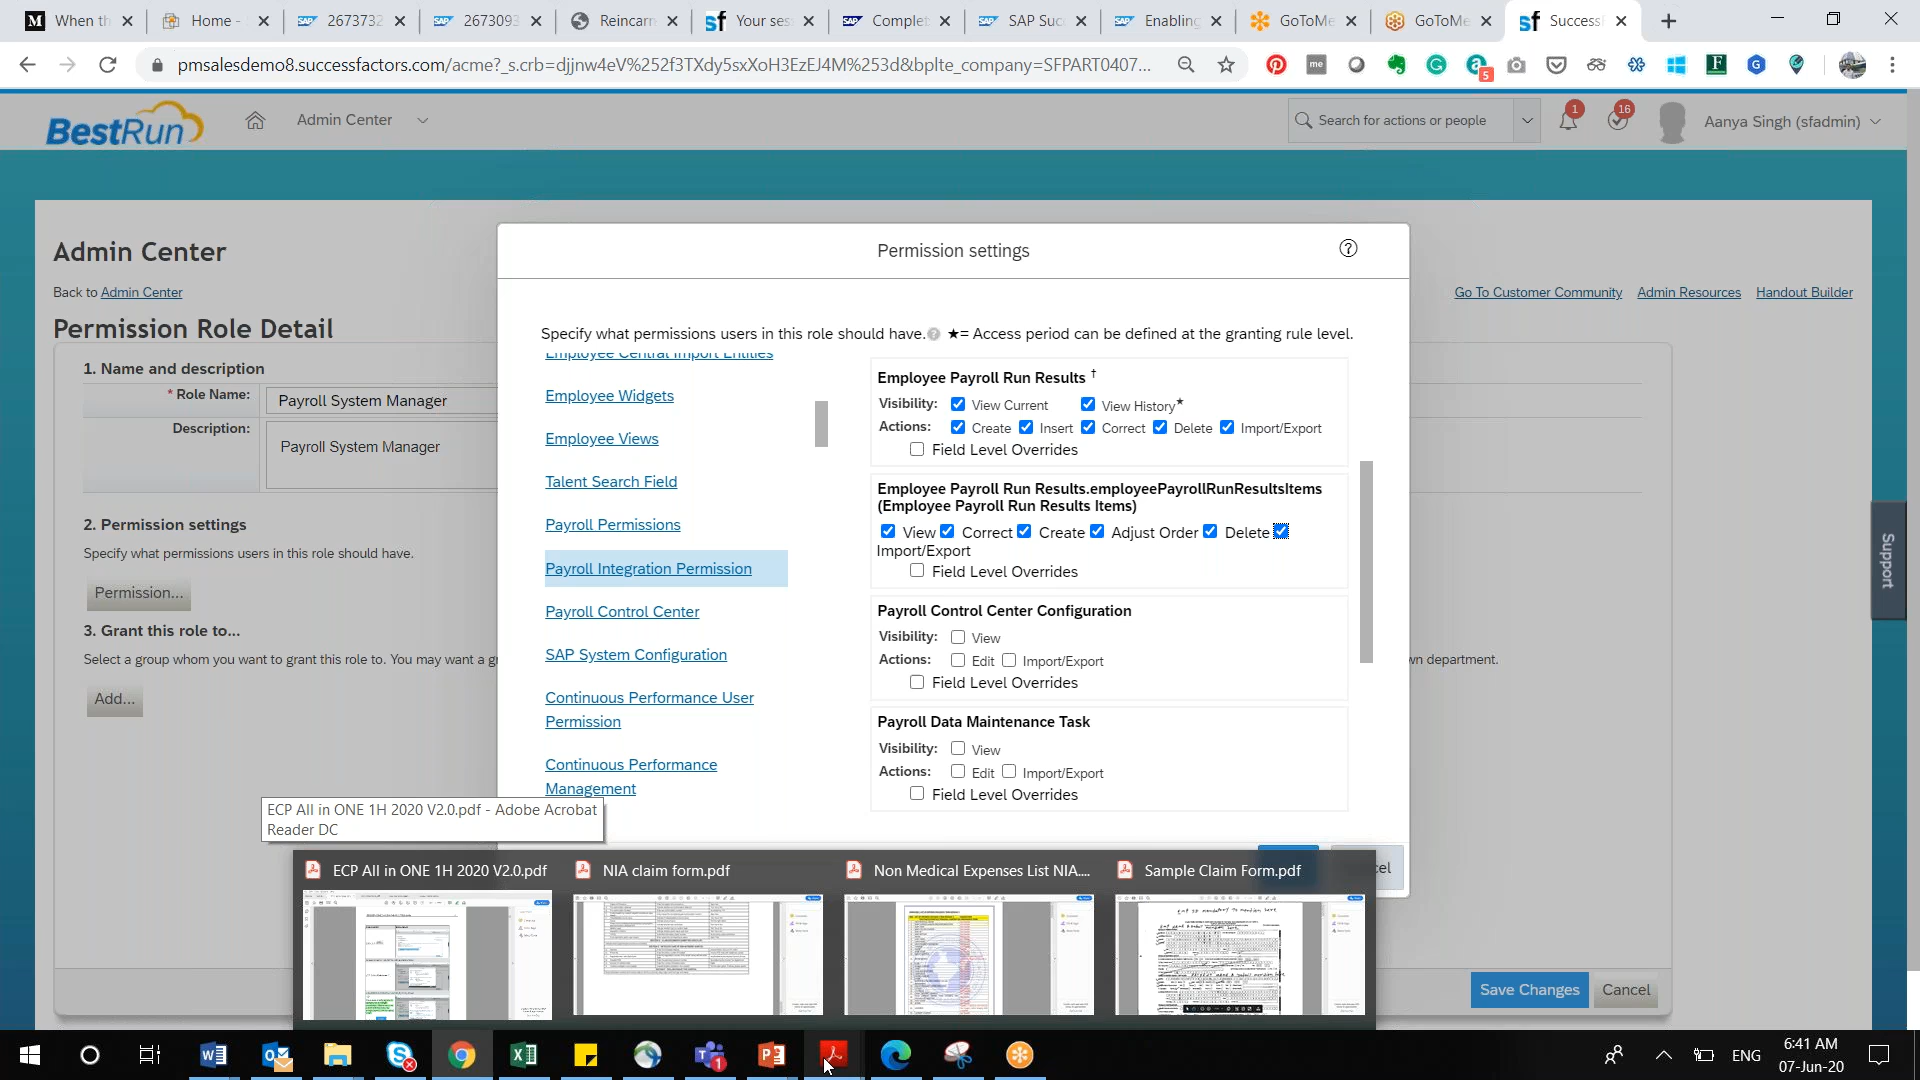 When th
Home -
2673732
2673093
Reincarn
Your ses
Complet
SAP Suc
Enabling
GoToMe
GoToMe
Success
pmsalesdemo8.successfactors.com/acme?_s.crb=djjnw4eV%252f3TXdy5sxXoH3EzEJ4M%253d&bplte_company=SFPART0407...
BestRun
Admin Center
Search for actions or people
1
16
Aanya Singh (sfadmin)
Admin Center
Back to Admin Center
Go To Customer Community Admin Resources Handout Builder
Permission Role Detail
1. Name and description
* Role Name: Payroll System Manager
Description: Payroll System Manager
2. Permission settings
Specify what permissions users in this role should have.
Permission...
3. Grant this role to...
Select a group whom you want to grant this role to. You may want a g
wn department.
Add...
Save Changes Cancel
Support
Permission settings
Specify what permissions users in this role should have. ★= Access period can be defined at the granting rule level.
Employee Central Import Entities
Employee Widgets
Employee Views
Talent Search Field
Payroll Permissions
Payroll Integration Permission
Payroll Control Center
SAP System Configuration
Continuous Performance User
Permission
Continuous Performance
Management
Employee Payroll Run Results †
Visibility: View Current View History★
Actions: Create Insert Correct Delete Import/Export
Field Level Overrides
Employee Payroll Run Results.employeePayrollRunResultsItems
(Employee Payroll Run Results Items)
View Correct Create Adjust Order Delete
Import/Export
Field Level Overrides
Payroll Control Center Configuration
Visibility: View
Actions: Edit Import/Export
Field Level Overrides
Payroll Data Maintenance Task
Visibility: View
Actions: Edit Import/Export
Field Level Overrides
cel
ECP All in ONE 1H 2020 V2.0.pdf - Adobe Acrobat
Reader DC
ECP All in ONE 1H 2020 V2.0.pdf
NIA claim form.pdf
Non Medical Expenses List NIA....
Sample Claim Form.pdf
ENG
6:41 AM
07-Jun-20